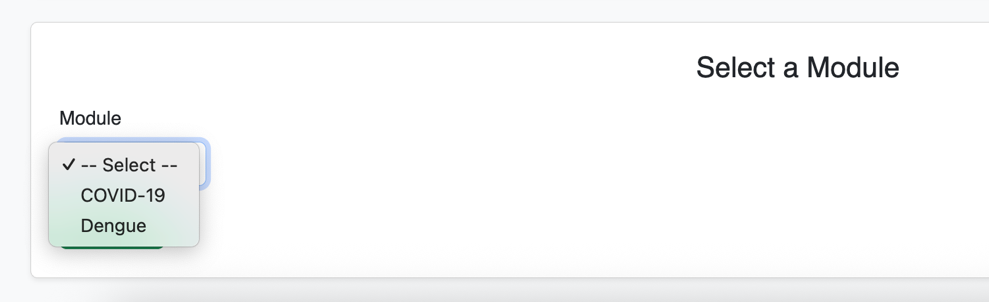 Select a Module
Module
✓ -- Select --
COVID-19
Dengue